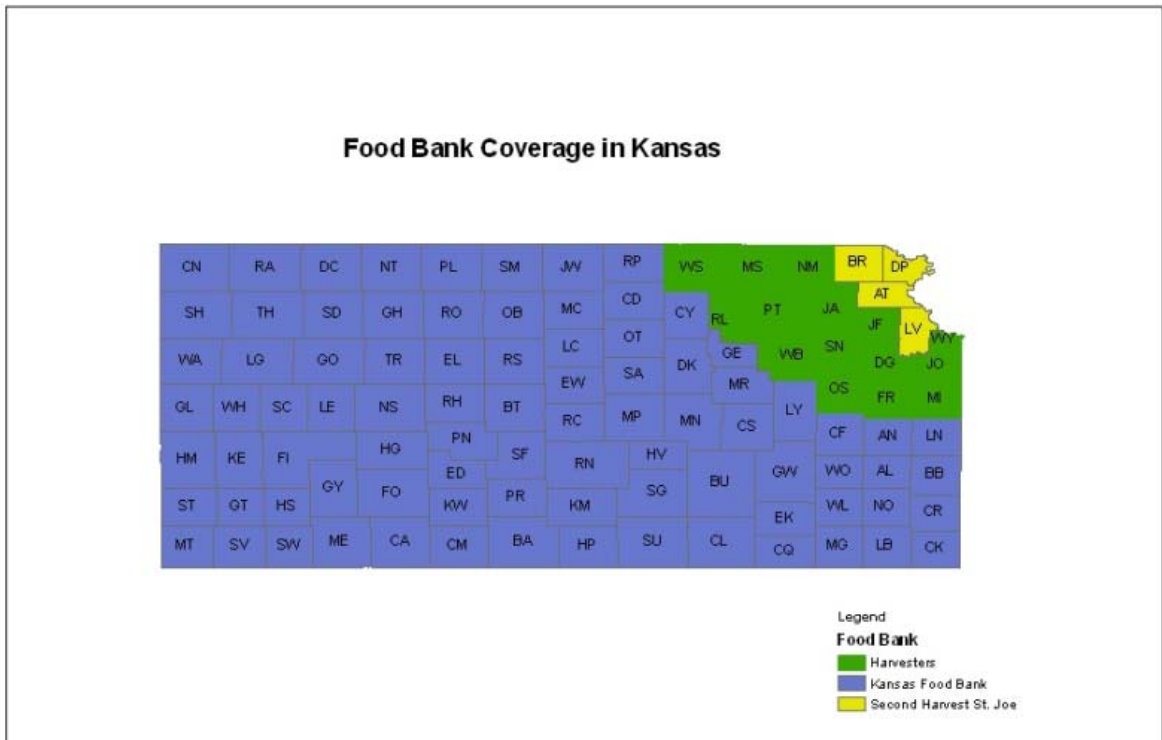 Food Bank Coverage in Kansas
CN RA DC NT PL SM JW RP WS MS NM BR DP
SH TH SD GH RO OB MC CD CY RL PT JA AT
WA LG GO TR EL RS LC OT GE WB SN JF LV WY
EW SA DK MR OS DG JO
GL WH SC LE NS RH BT RC MP MN CS LY FR MI
HM KE FI HG PN SF RN HV CF AN LN
GY FO ED SG BU GW WO AL BB
ST GT HS KW PR KM EK WL NO CR
MT SV SW ME CA CM BA HP SU CL CQ MG LB CK
Legend
Food Bank
Harvesters
Kansas Food Bank
Second Harvest St. Joe